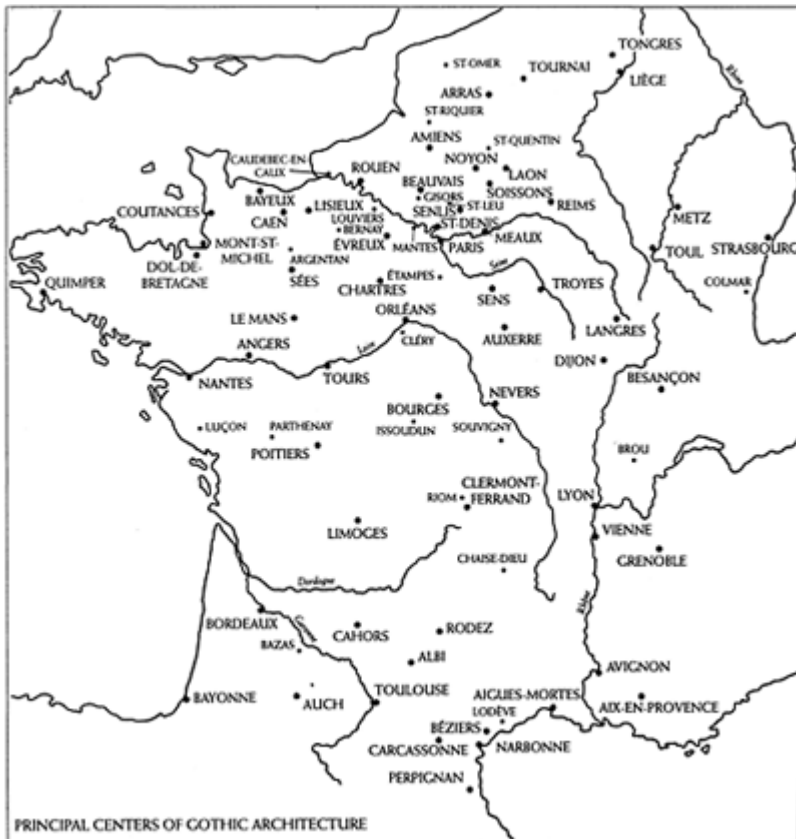 TONGRES
ST-OMER
TOURNAI
LIÈGE
Rhine
ARRAS
ST-RIQUIER
AMIENS
ST-QUENTIN
CAUDEBEC-EN
CAUX
NOYON
LAON
ROUEN
BEAUVAIS
SOISSONS
GISORS
BAYEUX
LISIEUX
SENLIS
ST-LEU
REIMS
METZ
COUTANCES
CAEN
LOUVIERS
ST-DENIS
BERNAY
MEAUX
MONT-ST-
MICHEL
ÉVREUX
MANTES
PARIS
TOUL
STRASBOURG
ARGENTAN
DOL-DE-
BRETAGNE
SÉES
ÉTAMPES
Seine
COLMAR
QUIMPER
CHARTRES
SENS
TROYES
ORLÉANS
LE MANS
LANGRES
CLÉRY
AUXERRE
ANGERS
Loire
DIJON
NANTES
TOURS
BESANÇON
NEVERS
BOURGES
LUÇON
PARTHENAY
ISSOUDUN
SOUVIGNY
POITIERS
BROU
CLERMONT-
FERRAND
RIOM
LYON
LIMOGES
VIENNE
GRENOBLE
CHAISE-DIEU
Dordogne
Rhône
BORDEAUX
CAHORS
RODEZ
BAZAS
ALBI
AVIGNON
BAYONNE
AUCH
TOULOUSE
AIGUES-MORTES
AIX-EN-PROVENCE
LODÈVE
BÉZIERS
CARCASSONNE
NARBONNE
PERPIGNAN
PRINCIPAL CENTERS OF GOTHIC ARCHITECTURE